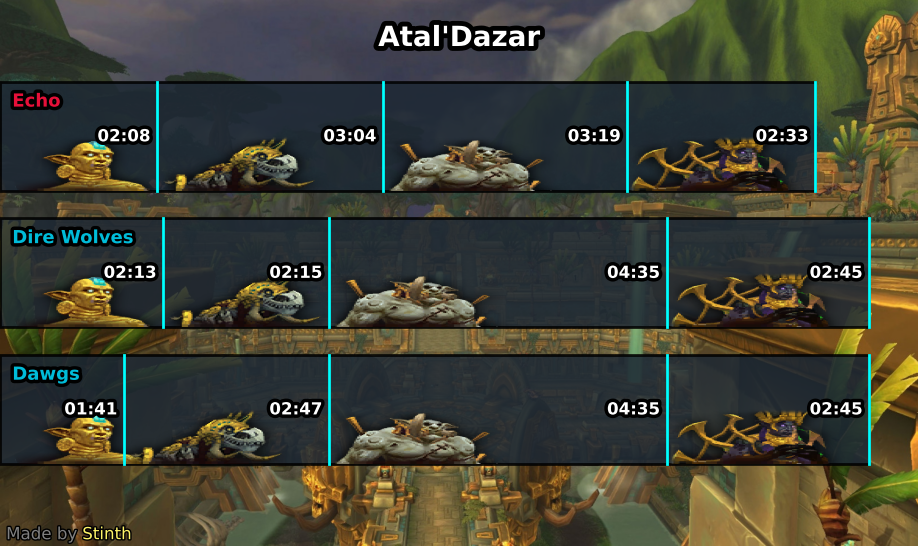 Atal'Dazar
Echo
02:08 03:04 03:19 02:33
Dire Wolves
02:13 02:15 04:35 02:45
Dawgs
01:41 02:47 04:35 02:45
Made by Stinth